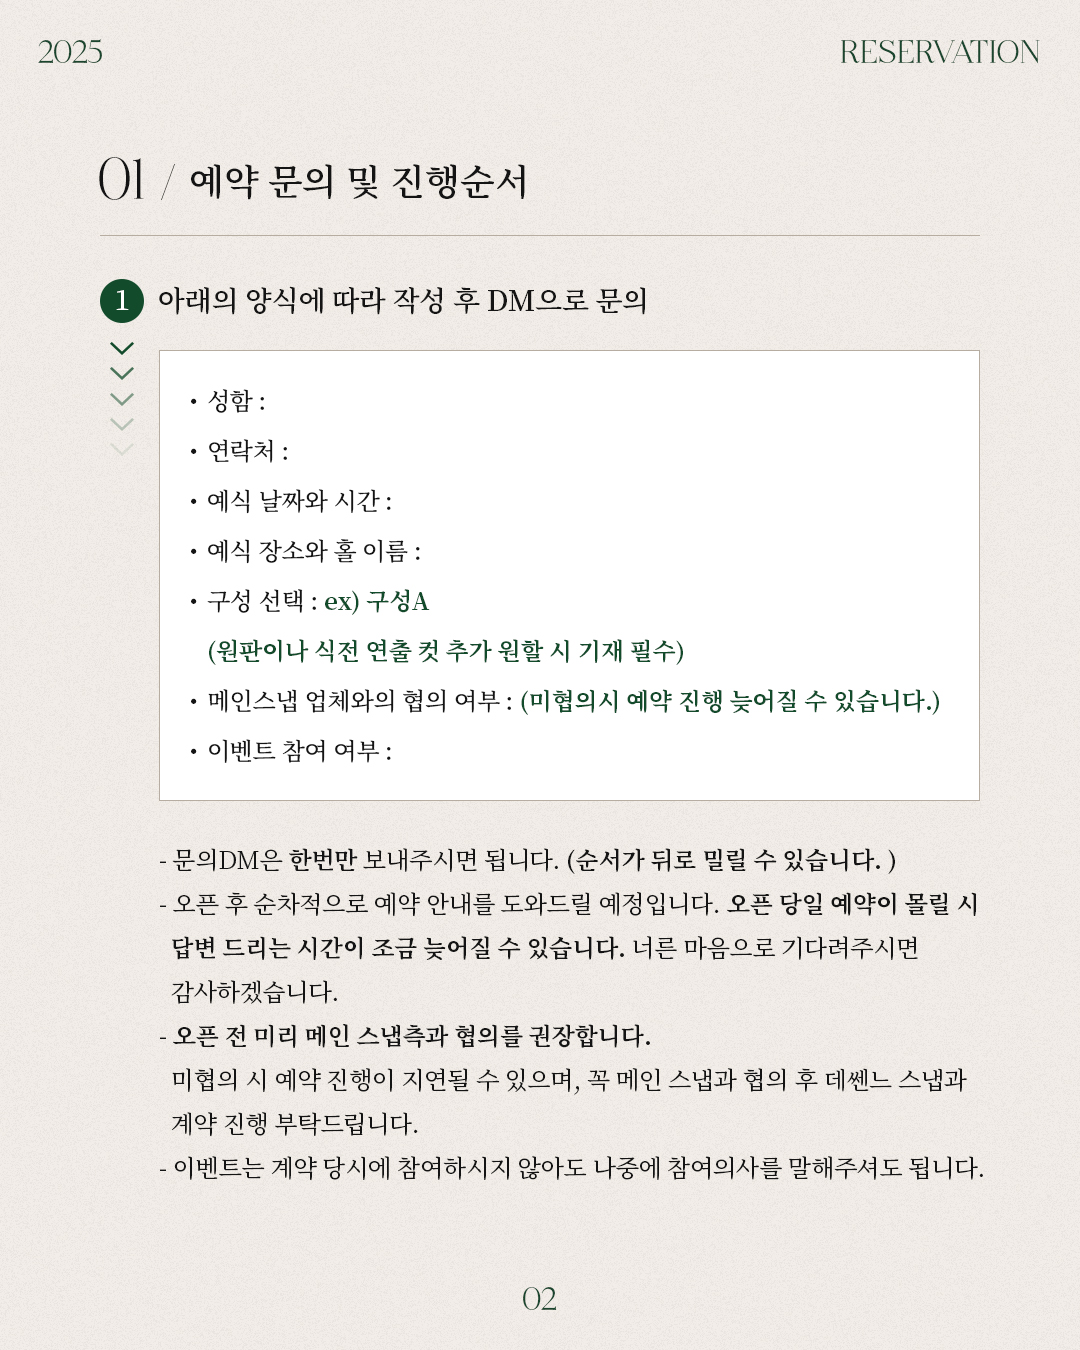 2025
RESERVATION
01 / 예약 문의 및 진행순서
1 아래의 양식에 따라 작성 후 DM으로 문의
• 성함 :
• 연락처 :
• 예식 날짜와 시간 :
• 예식 장소와 홀 이름 :
• 구성 선택 : ex) 구성A
(원판이나 식전 연출 컷 추가 원할 시 기재 필수)
• 메인스냅 업체와의 협의 여부 : (미협의시 예약 진행 늦어질 수 있습니다.)
• 이벤트 참여 여부 :
- 문의DM은 한번만 보내주시면 됩니다. (순서가 뒤로 밀릴 수 있습니다. )
- 오픈 후 순차적으로 예약 안내를 도와드릴 예정입니다. 오픈 당일 예약이 몰릴 시
답변 드리는 시간이 조금 늦어질 수 있습니다. 너른 마음으로 기다려주시면
감사하겠습니다.
- 오픈 전 미리 메인 스냅측과 협의를 권장합니다.
미협의 시 예약 진행이 지연될 수 있으며, 꼭 메인 스냅과 협의 후 데쎈느 스냅과
계약 진행 부탁드립니다.
- 이벤트는 계약 당시에 참여하시지 않아도 나중에 참여의사를 말해주셔도 됩니다.
02